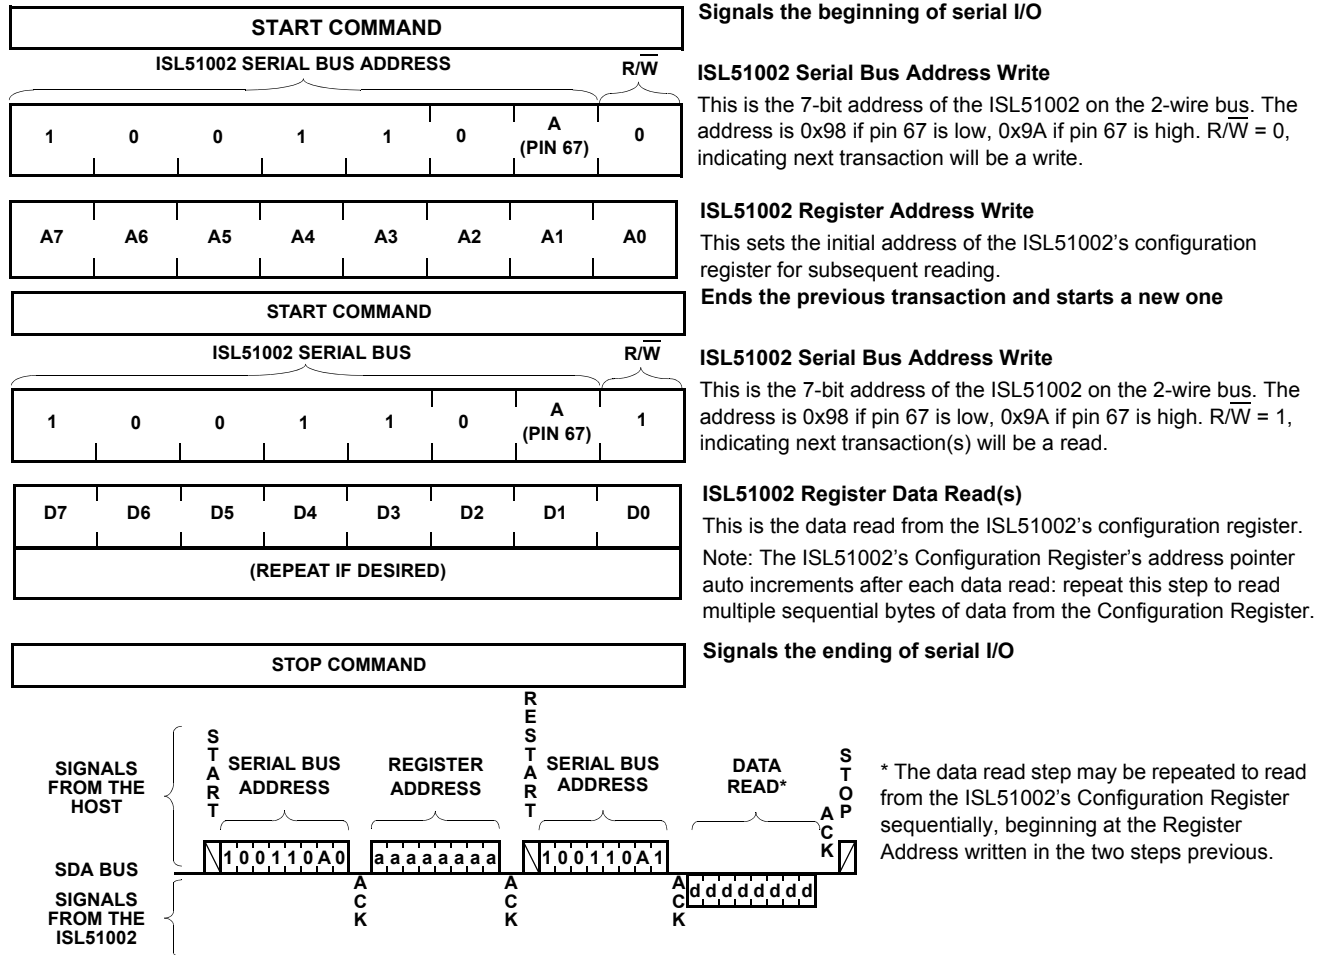 START COMMAND
Signals the beginning of serial I/O
ISL51002 SERIAL BUS ADDRESS
R/W̅
1 0 0 1 1 0 A (PIN 67) 0
ISL51002 Serial Bus Address Write
This is the 7-bit address of the ISL51002 on the 2-wire bus. The
address is 0x98 if pin 67 is low, 0x9A if pin 67 is high. R/W̅ = 0,
indicating next transaction will be a write.
A7 A6 A5 A4 A3 A2 A1 A0
ISL51002 Register Address Write
This sets the initial address of the ISL51002’s configuration
register for subsequent reading.
START COMMAND
Ends the previous transaction and starts a new one
ISL51002 SERIAL BUS
R/W̅
1 0 0 1 1 0 A (PIN 67) 1
ISL51002 Serial Bus Address Write
This is the 7-bit address of the ISL51002 on the 2-wire bus. The
address is 0x98 if pin 67 is low, 0x9A if pin 67 is high. R/W̅ = 1,
indicating next transaction(s) will be a read.
D7 D6 D5 D4 D3 D2 D1 D0
(REPEAT IF DESIRED)
ISL51002 Register Data Read(s)
This is the data read from the ISL51002’s configuration register.
Note: The ISL51002’s Configuration Register’s address pointer
auto increments after each data read: repeat this step to read
multiple sequential bytes of data from the Configuration Register.
STOP COMMAND
Signals the ending of serial I/O
SIGNALS
FROM THE
HOST
START
SERIAL BUS
ADDRESS
REGISTER
ADDRESS
RESTART
SERIAL BUS
ADDRESS
DATA
READ*
ACK
STOP
SDA BUS
1 0 0 1 1 0 A 0
a a a a a a a a
1 0 0 1 1 0 A 1
SIGNALS
FROM THE
ISL51002
ACK
ACK
ACK
d d d d d d d d
* The data read step may be repeated to read
from the ISL51002’s Configuration Register
sequentially, beginning at the Register
Address written in the two steps previous.